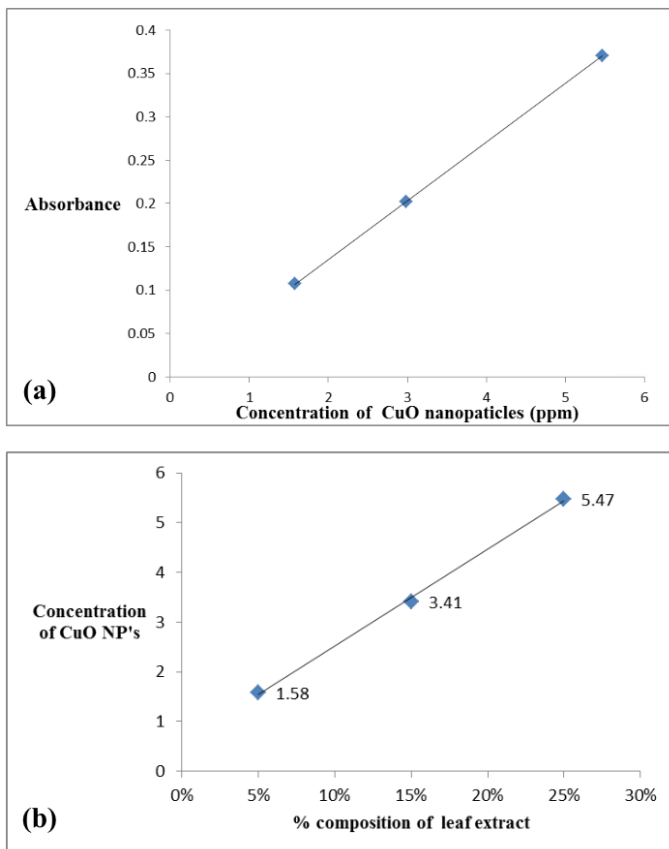 0.4
0.35
0.3
0.25
Absorbance
0.2
0.15
0.1
0.05
0
0 1 2 3 4 5 6
Concentration of CuO nanopaticles (ppm)
(a)
6
5
5.47
4
Concentration
of CuO NP's
3
3.41
2
1.58
1
0
0% 5% 10% 15% 20% 25% 30%
% composition of leaf extract
(b)